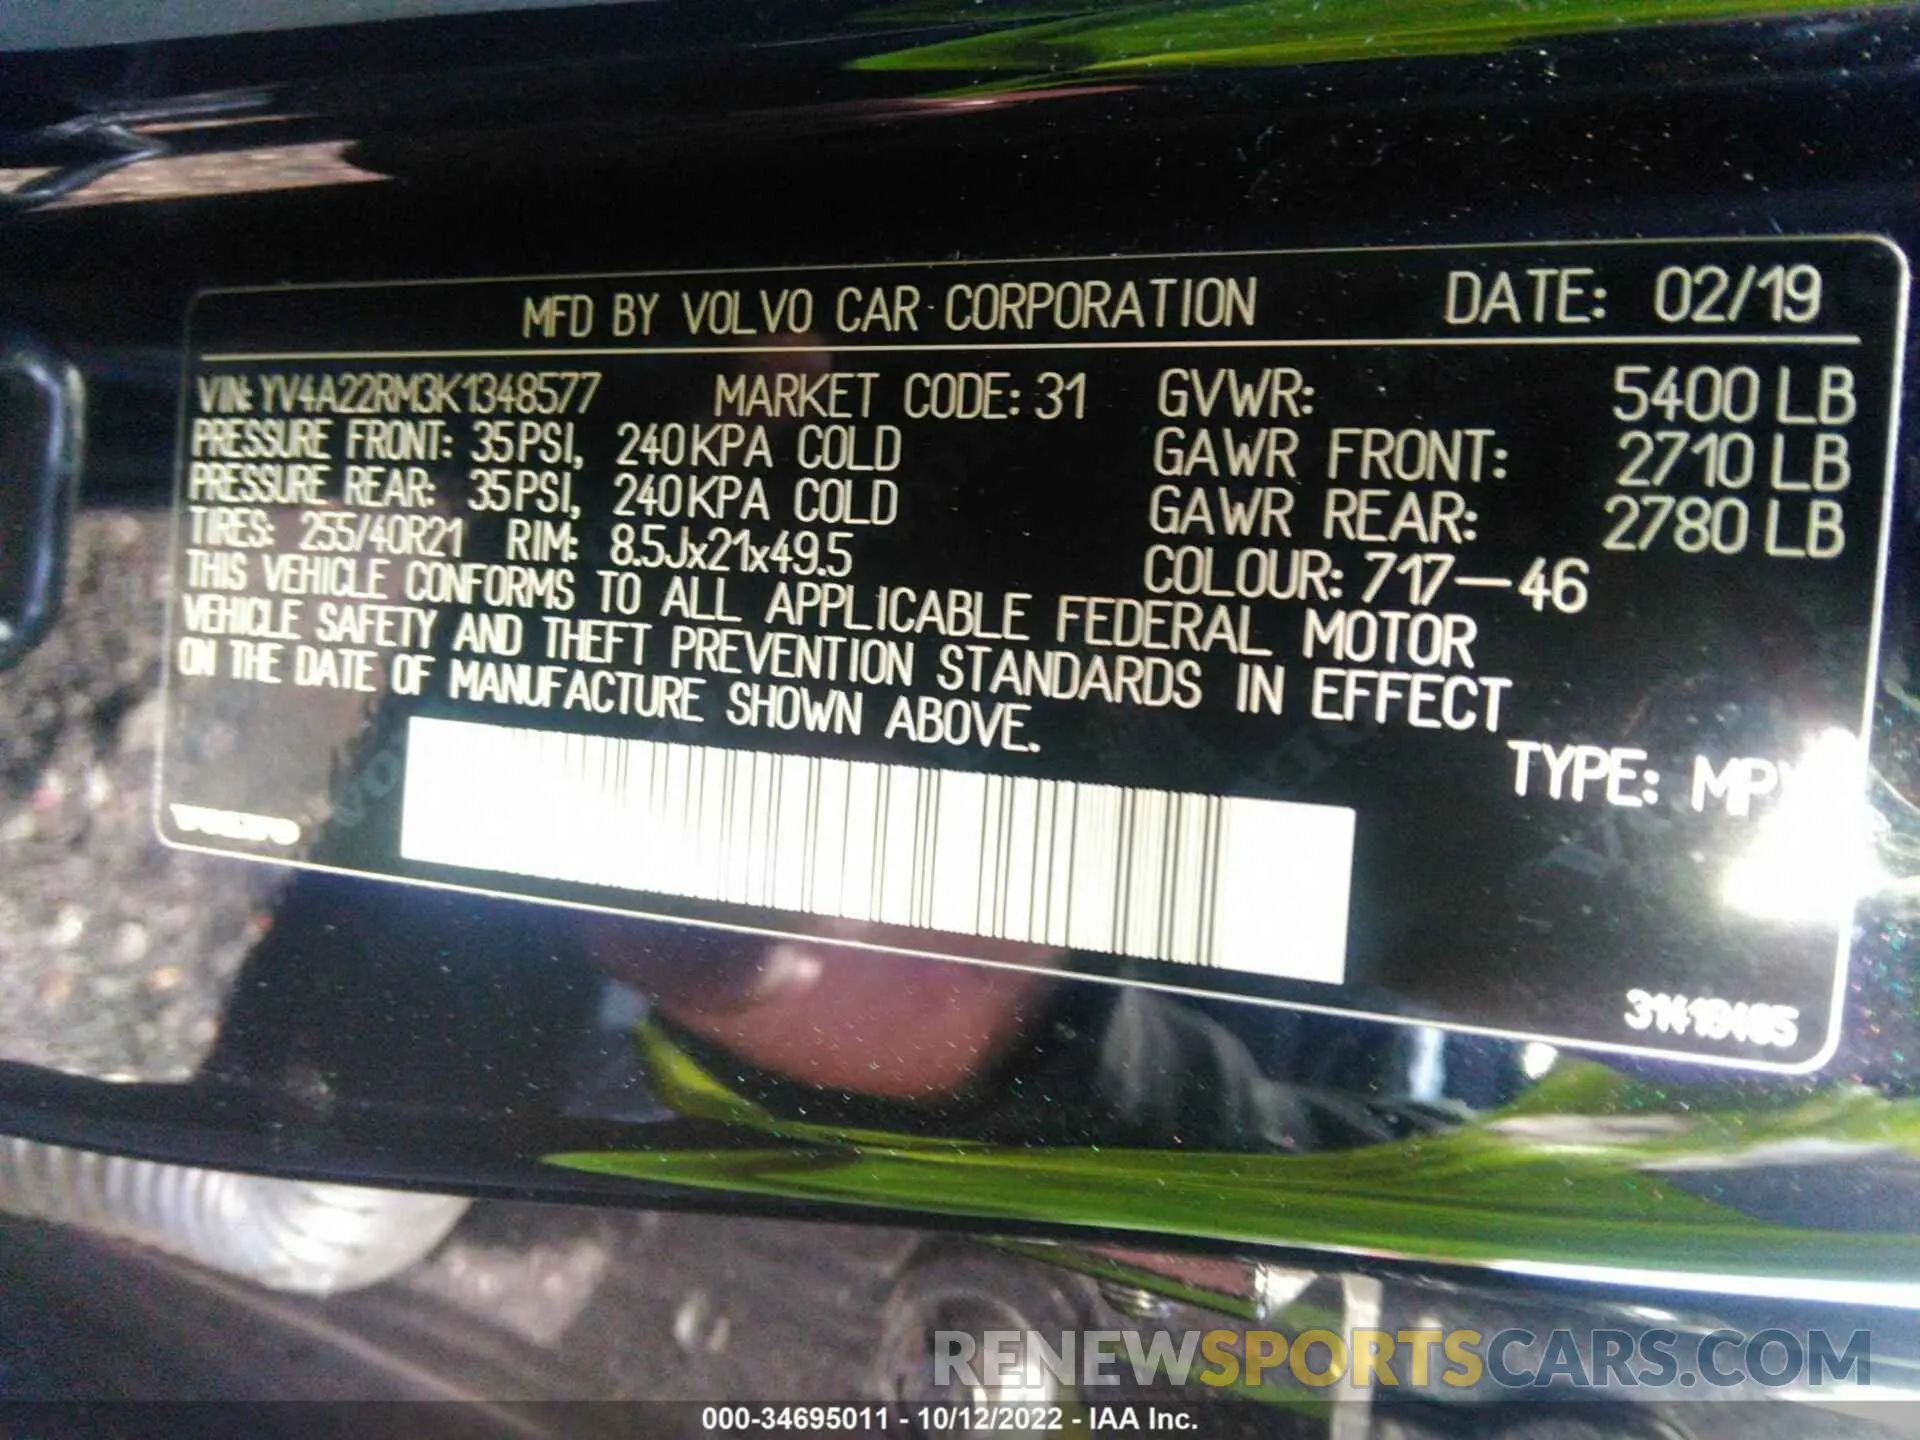 MFD BY VOLVO CAR CORPORATION DATE: 02/19
VIN: YV4A22RM3K1348577 MARKET CODE: 31 GVWR: 5400 LB
PRESSURE FRONT: 35PSI, 240KPA COLD GAWR FRONT: 2710 LB
PRESSURE REAR: 35PSI, 240KPA COLD GAWR REAR: 2780 LB
TIRES: 255/40R21 RIM: 8.5Jx21x49.5 COLOUR: 717-46
THIS VEHICLE CONFORMS TO ALL APPLICABLE FEDERAL MOTOR
VEHICLE SAFETY AND THEFT PREVENTION STANDARDS IN EFFECT
ON THE DATE OF MANUFACTURE SHOWN ABOVE.
TYPE: MPV
VOLVO
RENEWSPORTSCARS.COM
000-34695011 - 10/12/2022 - IAA Inc.